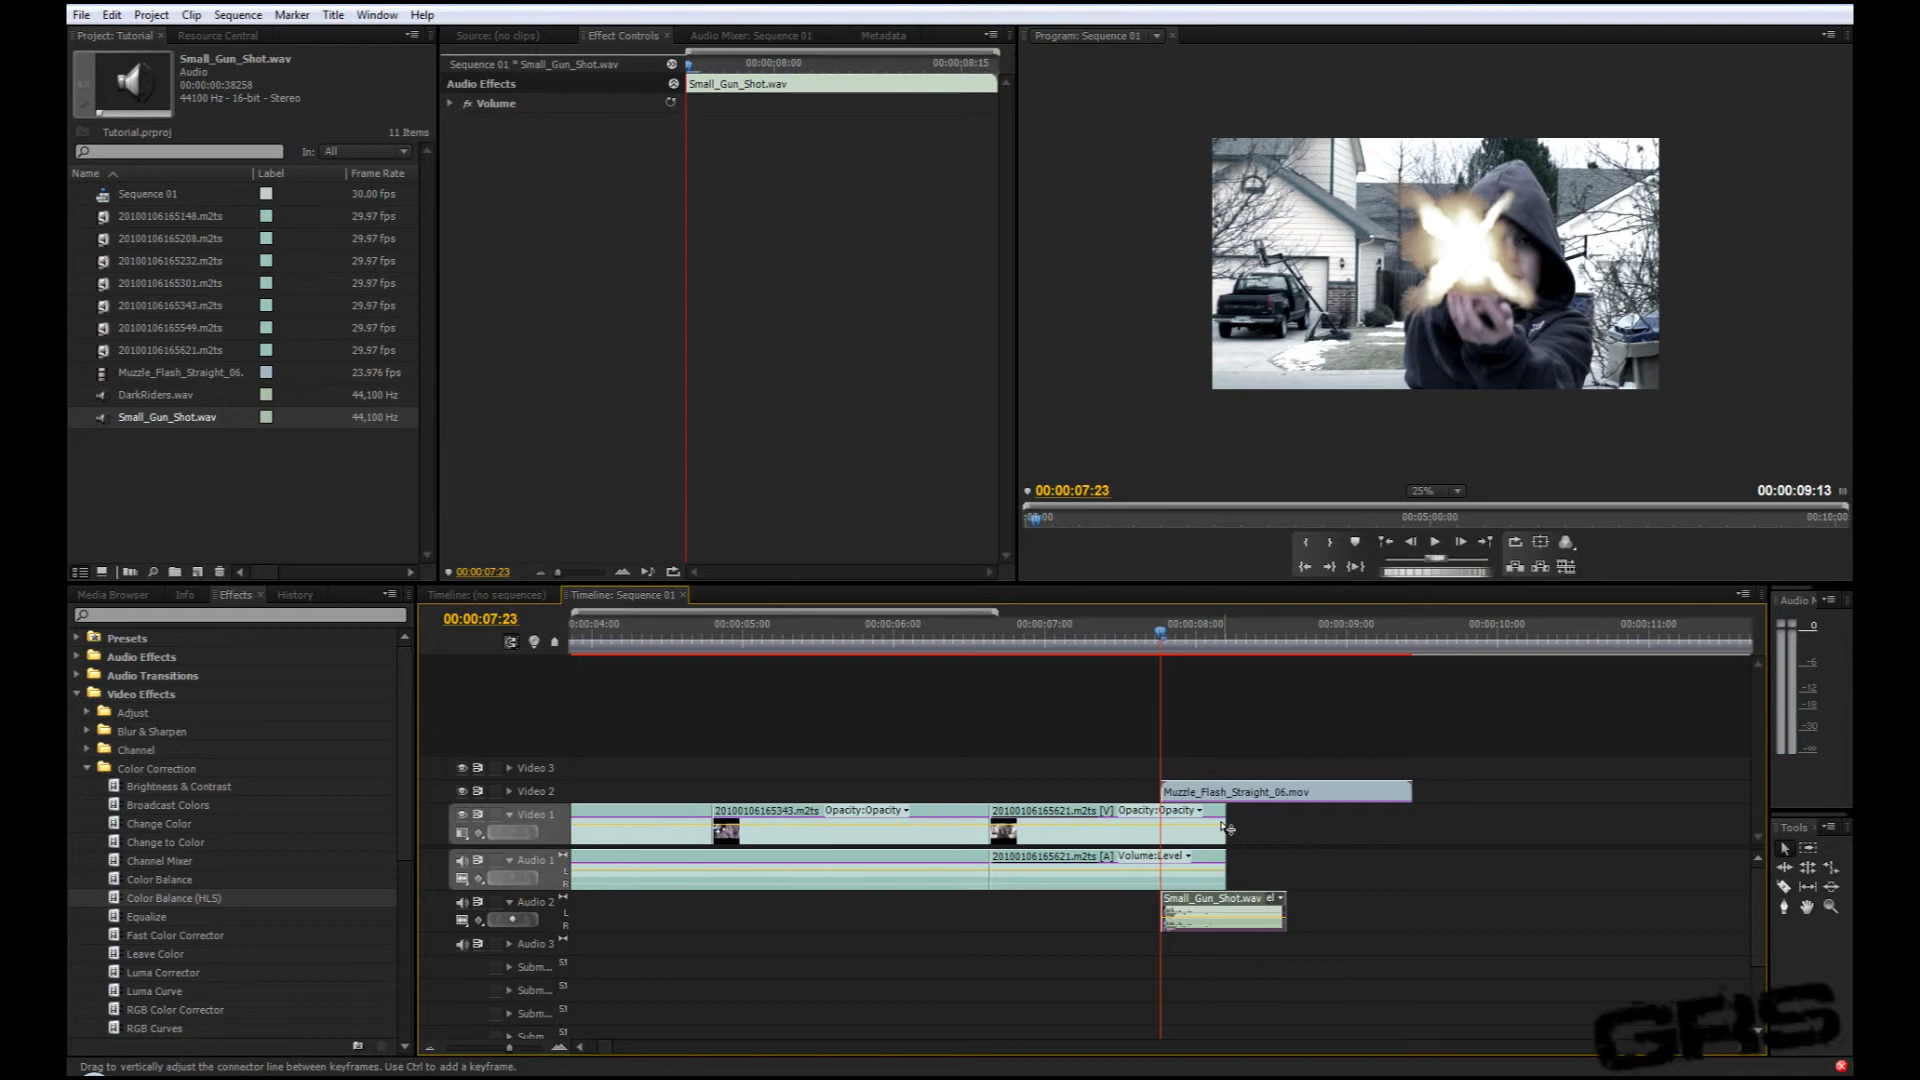 File Edit Project Clip Sequence Marker Title Window Help
Project: Tutorial × Resource Central
Small_Gun_Shot.wav
Audio
00:00:00:38258
44100 Hz - 16-bit - Stereo
Tutorial.prproj 11 Items
In: All
Name Label Frame Rate
Sequence 01 30.00 fps
20100106165148.m2ts 29.97 fps
20100106165208.m2ts 29.97 fps
20100106165232.m2ts 29.97 fps
20100106165301.m2ts 29.97 fps
20100106165343.m2ts 29.97 fps
20100106165549.m2ts 29.97 fps
20100106165621.m2ts 29.97 fps
Muzzle_Flash_Straight_06. 23.976 fps
DarkRiders.wav 44,100 Hz
Small_Gun_Shot.wav 44,100 Hz
Source: (no clips) Effect Controls × Audio Mixer: Sequence 01 Metadata
Sequence 01 * Small_Gun_Shot.wav 00:00:08:00 00:00:08:15
Audio Effects Small_Gun_Shot.wav
fx Volume
00:00:07:23
Program: Sequence 01 ×
00:00:07:23 25% 00:00:09:13
:00:00 00:05:00:00 00:10:00
Media Browser Info Effects × History
Presets
Audio Effects
Audio Transitions
Video Effects
Adjust
Blur & Sharpen
Channel
Color Correction
Brightness & Contrast
Broadcast Colors
Change Color
Change to Color
Channel Mixer
Color Balance
Color Balance (HLS)
Equalize
Fast Color Corrector
Leave Color
Luma Corrector
Luma Curve
RGB Color Corrector
RGB Curves
Timeline: (no sequences) Timeline: Sequence 01 ×
00:00:07:23 0:00:04:00 00:00:05:00 00:00:06:00 00:00:07:00 00:00:08:00 00:00:09:00 00:00:10:00 00:00:11:00
Video 3
Video 2 Muzzle_Flash_Straight_06.mov
Video 1 20100106165343.m2ts Opacity:Opacity 20100106165621.m2ts [V] Opacity:Opacity
Audio 1 L R 20100106165621.m2ts [A] Volume:Level
Audio 2 L R Small_Gun_Shot.wav el
Audio 3
Subm... S1
Subm... S1
Subm... S1
S1
Audio M
0
-6
-12
-18
-30
-∞
Tools
GRS
Drag to vertically adjust the connector line between keyframes. Use Ctrl to add a keyframe.